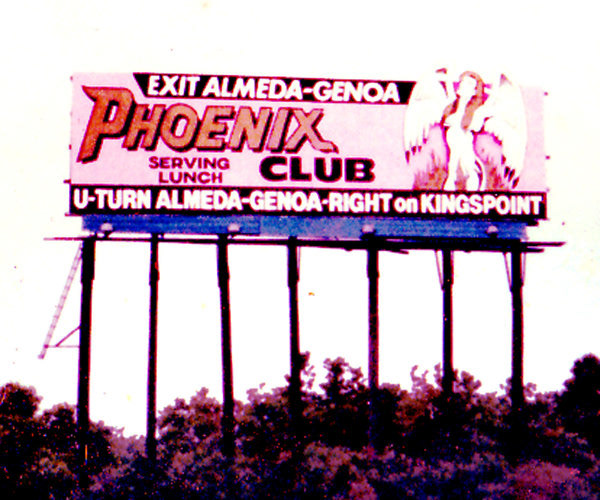 EXIT ALMEDA-GENOA
PHOENIX
SERVING
LUNCH
CLUB
U-TURN ALMEDA-GENOA-RIGHT on KINGSPOINT